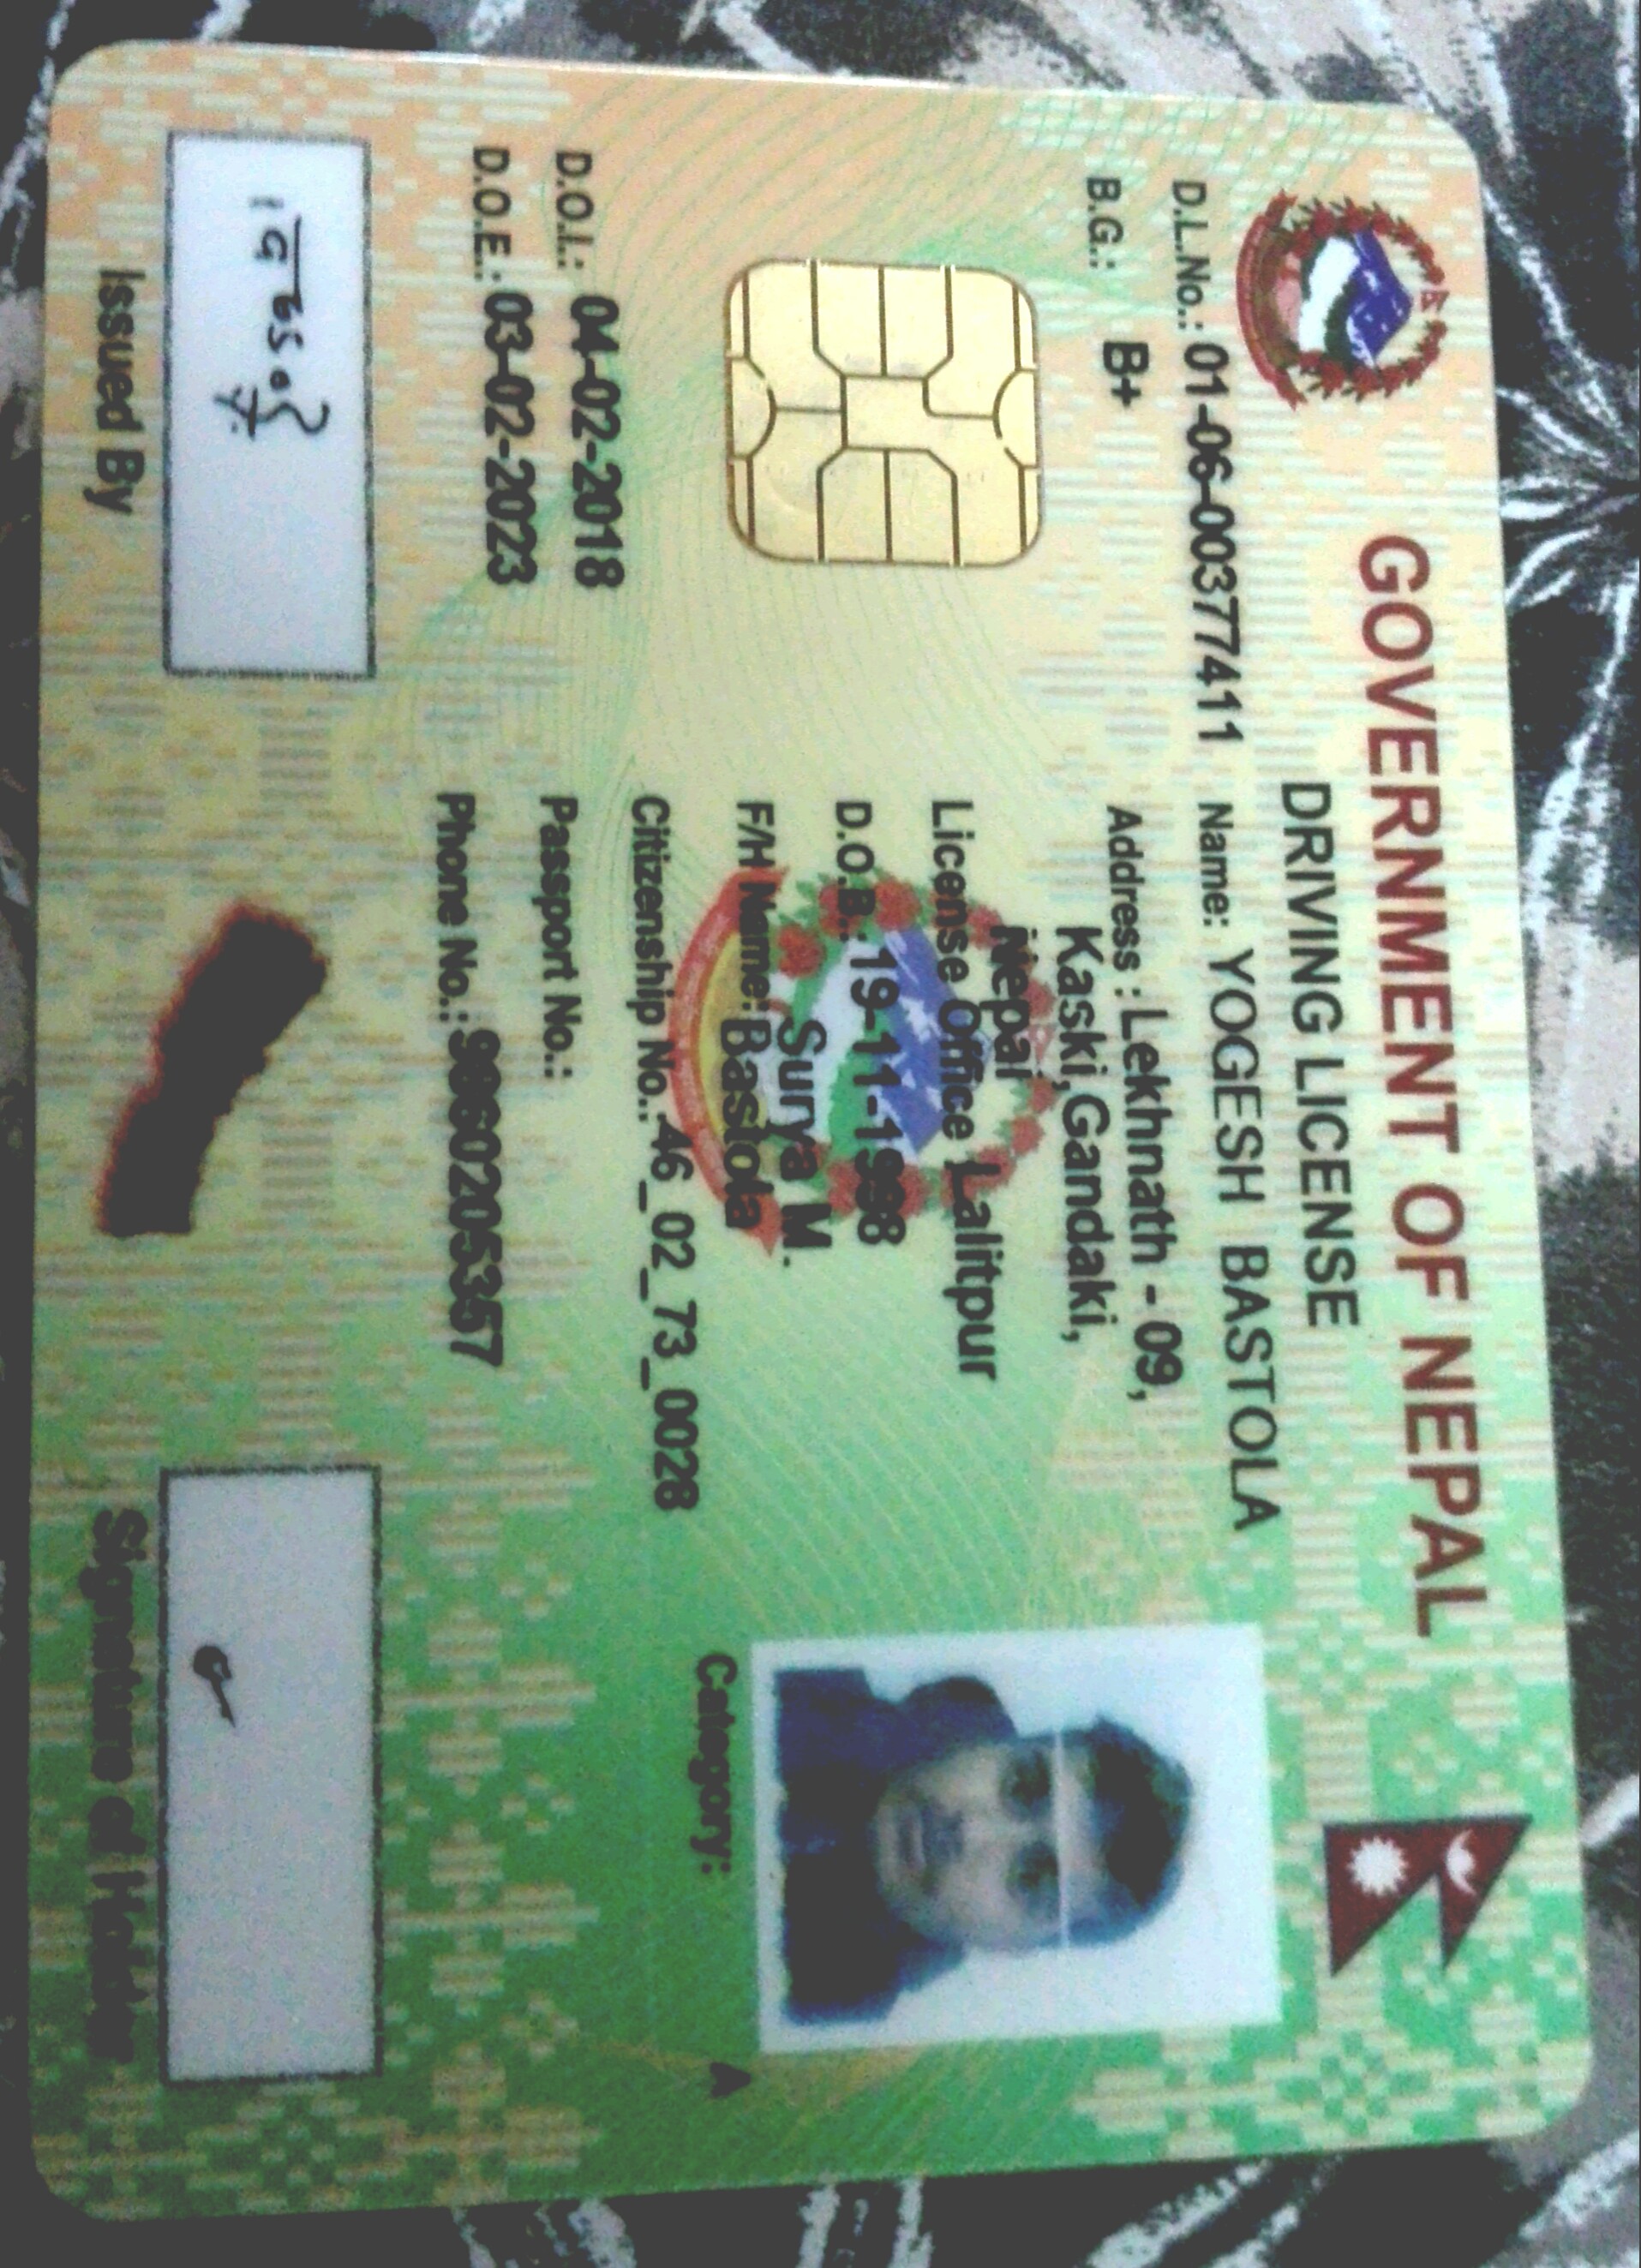 GOVERNMENT OF NEPAL
DRIVING LICENSE
D.L.No.: 01-06-00377411
B.G.: B+
Name: YOGESH BASTOLA
Address : Lekhnath - 09,
Kaski,Gandaki,
Nepal
License Office Lalitpur
D.O.B.: 19-11-1998
F/H Name: Surya M.
Bastola
Citizenship No.: 46_02_73_0028
Passport No.:
Phone No.: 9860205357
D.O.I.: 04-02-2018
D.O.E.: 03-02-2023
Category: A
Issued By
Signature of Holder